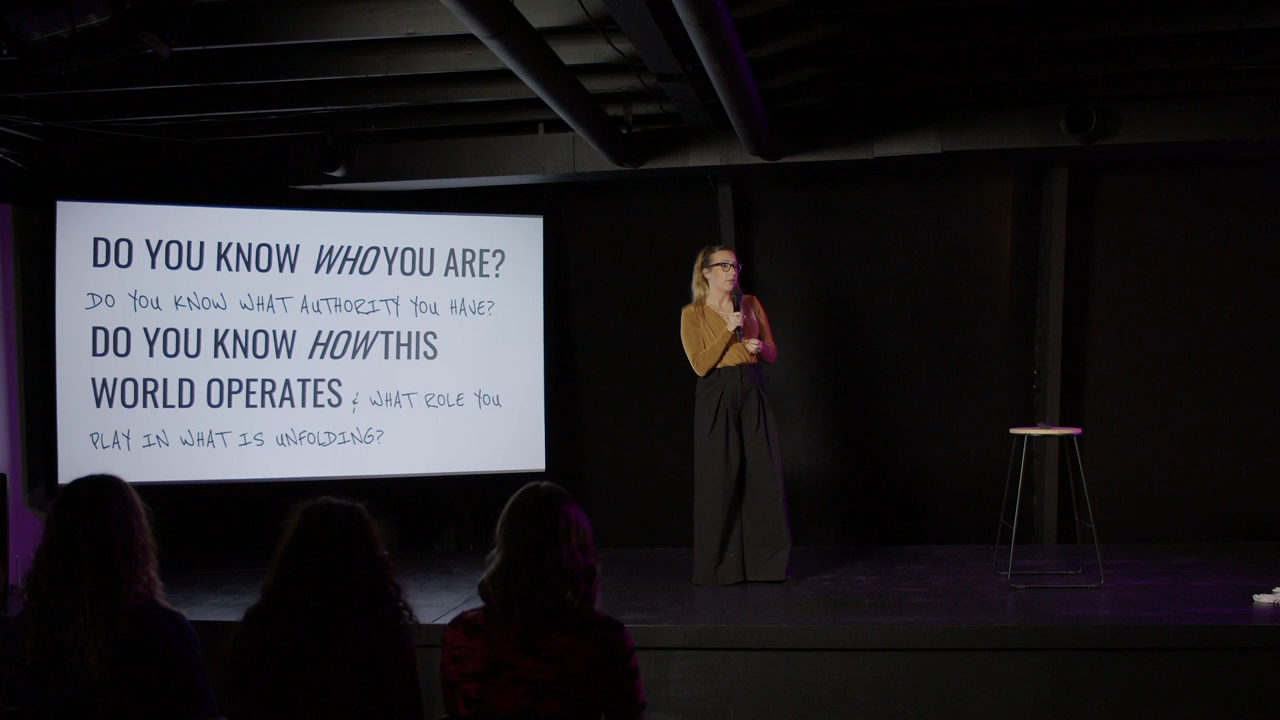 DO YOU KNOW WHO YOU ARE?
DO YOU KNOW WHAT AUTHORITY YOU HAVE?
DO YOU KNOW HOW THIS
WORLD OPERATES & WHAT ROLE YOU
PLAY IN WHAT IS UNFOLDING?